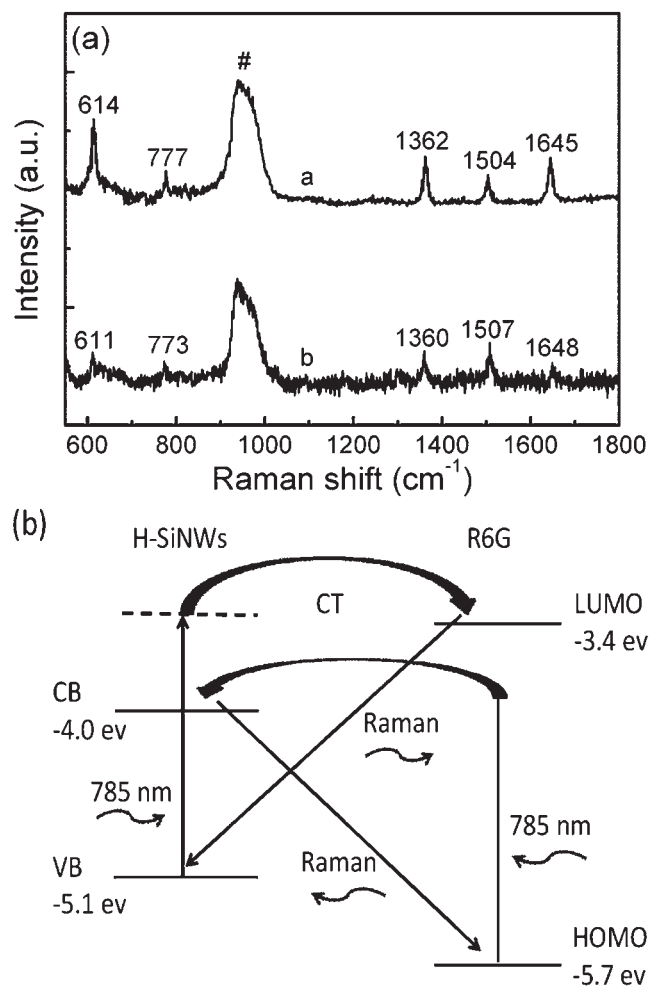 (a)
#
614
777
1362
1504
1645
a
611
773
1360
1507
1648
b
Intensity (a.u.)
600 800 1000 1200 1400 1600 1800
Raman shift (cm⁻¹)
(b)
H-SiNWs R6G
CT
LUMO
-3.4 ev
CB
-4.0 ev
Raman
785 nm
785 nm
Raman
VB
-5.1 ev
HOMO
-5.7 ev